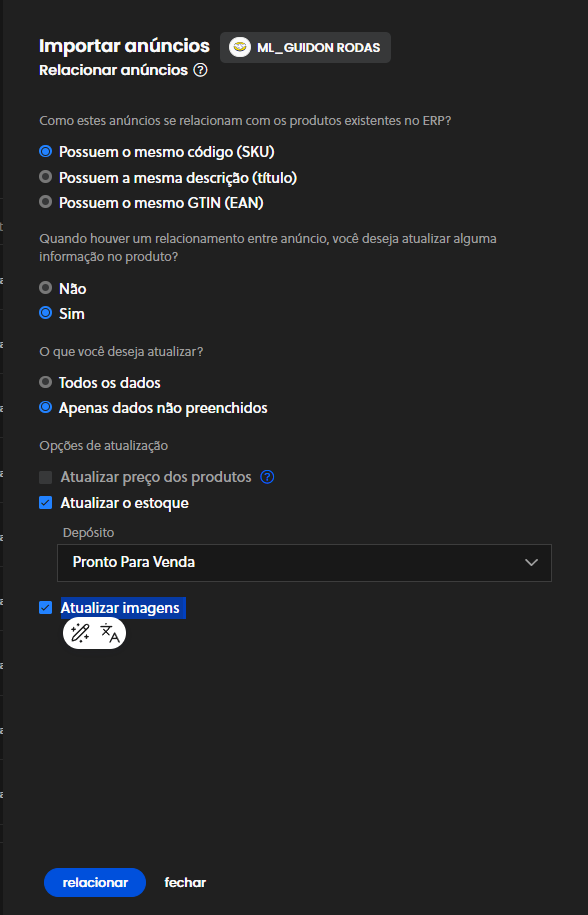 Importar anúncios
ML_GUIDON RODAS
Relacionar anúncios
Como estes anúncios se relacionam com os produtos existentes no ERP?
Possuem o mesmo código (SKU)
Possuem a mesma descrição (título)
Possuem o mesmo GTIN (EAN)
Quando houver um relacionamento entre anúncio, você deseja atualizar alguma
informação no produto?
Não
Sim
O que você deseja atualizar?
Todos os dados
Apenas dados não preenchidos
Opções de atualização
Atualizar preço dos produtos
Atualizar o estoque
Depósito
Pronto Para Venda
Atualizar imagens
relacionar
fechar